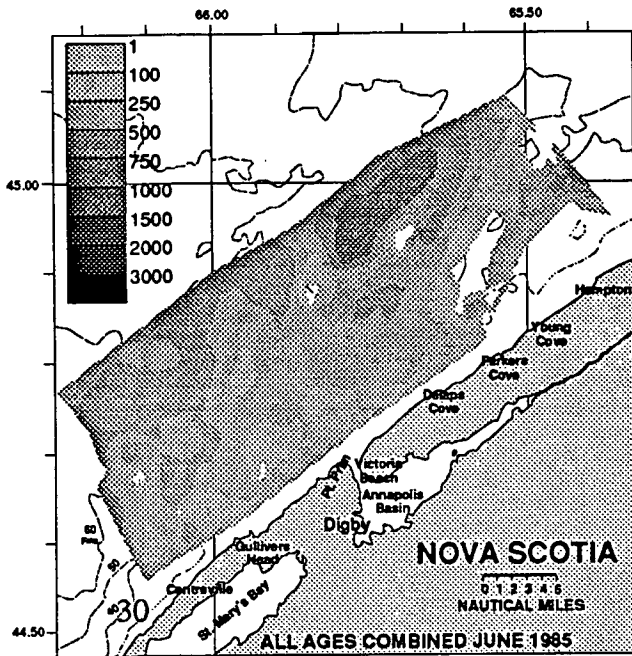 66.00
65.50
1
100
250
500
750
1000
1500
2000
3000
45.00
Hampton
Young
Cove
Parkers
Cove
Delaps
Cove
Victoria
Beach
Annapolis
Basin
Digby
Gullivers
Head
Centreville
St. Mary's Bay
50
50
30
NOVA SCOTIA
0 1 2 3 4 5
NAUTICAL MILES
44.50
ALL AGES COMBINED JUNE 1985